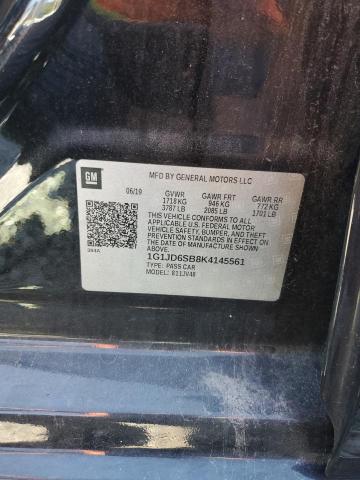 GM
MFD BY GENERAL MOTORS LLC
06/19 GVWR GAWR FRT GAWR RR
1718 KG 946 KG 772 KG
3787 LB 2085 LB 1701 LB
THIS VEHICLE CONFORMS TO ALL
APPLICABLE U.S. FEDERAL MOTOR
VEHICLE SAFETY, BUMPER, AND THEFT
PREVENTION STANDARDS IN EFFECT ON
THE DATE OF MANUFACTURE SHOWN
ABOVE.
1G1JD6SB8K4145561
TYPE: PASS CAR
MODEL: